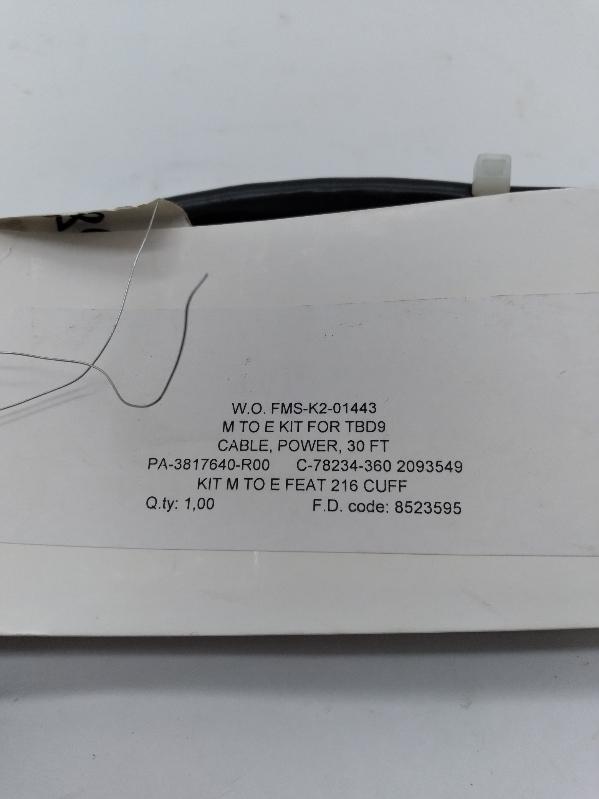 W.O. FMS-K2-01443
M TO E KIT FOR TBD9
CABLE, POWER, 30 FT
PA-3817640-R00 C-78234-360 2093549
KIT M TO E FEAT 216 CUFF
Q.ty: 1,00 F.D. code: 8523595